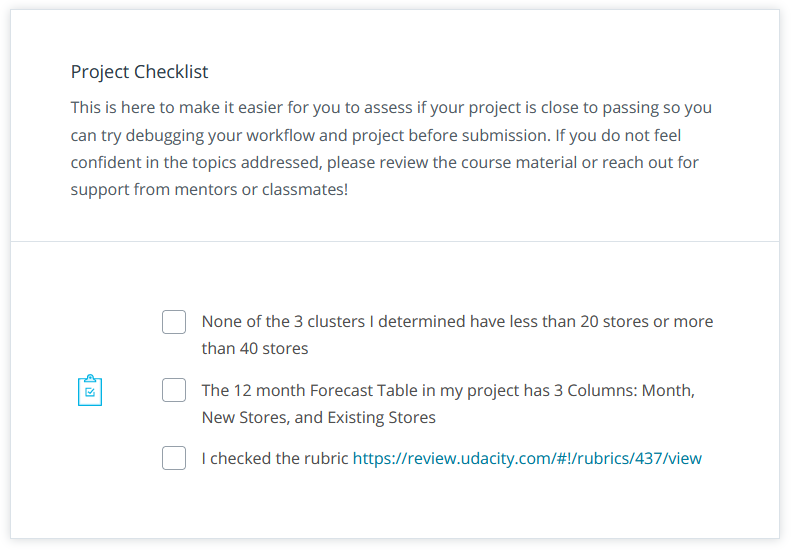 Project Checklist
This is here to make it easier for you to assess if your project is close to passing so you
can try debugging your workflow and project before submission. If you do not feel
confident in the topics addressed, please review the course material or reach out for
support from mentors or classmates!
None of the 3 clusters I determined have less than 20 stores or more
than 40 stores
The 12 month Forecast Table in my project has 3 Columns: Month,
New Stores, and Existing Stores
I checked the rubric https://review.udacity.com/#!/rubrics/437/view